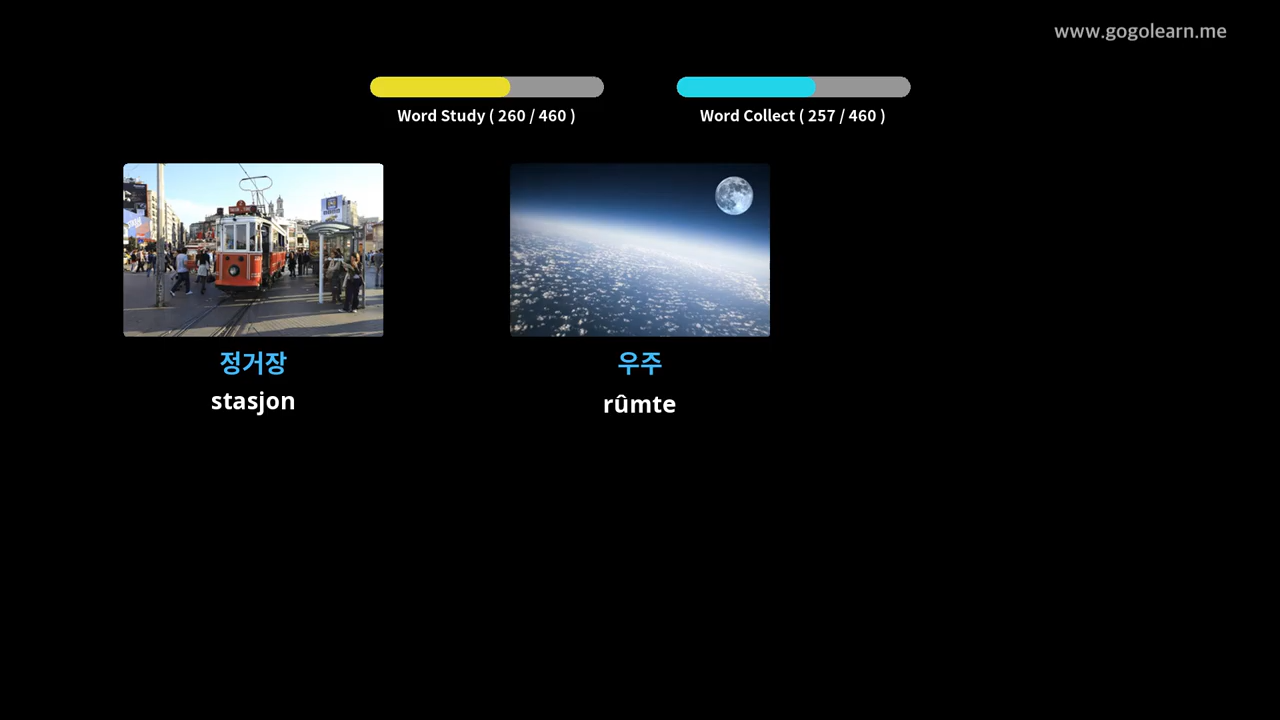 www.gogolearn.me
Word Study ( 260 / 460 )
Word Collect ( 257 / 460 )
정거장
stasjon
우주
rûmte